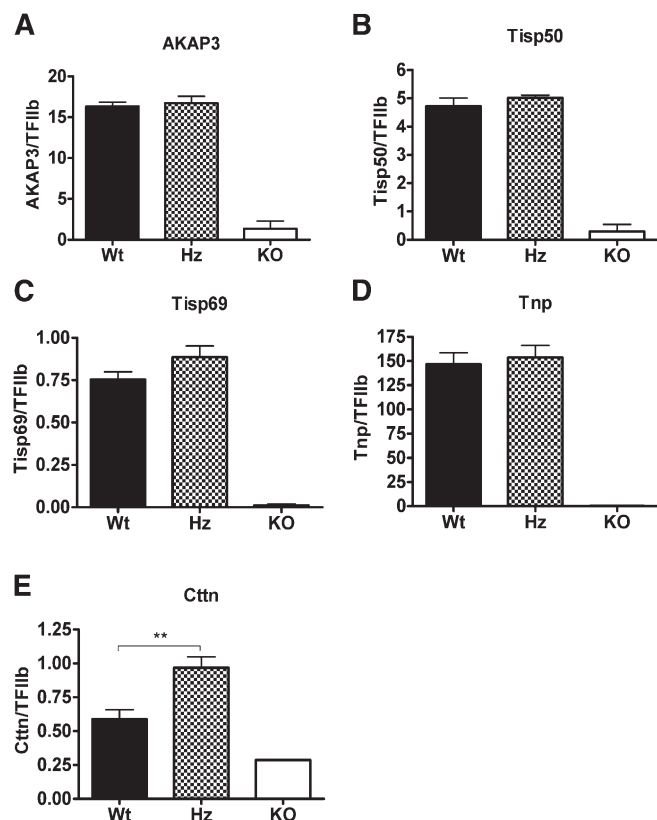 A
AKAP3
AKAP3/TFIIb
20
15
10
5
0
Wt Hz KO
B
Tisp50
Tisp50/TFIIb
6
5
4
3
2
1
0
Wt Hz KO
C
Tisp69
Tisp69/TFIIb
1.00
0.75
0.50
0.25
0.00
Wt Hz KO
D
Tnp
Tnp/TFIIb
175
150
125
100
75
50
25
0
Wt Hz KO
E
Cttn
Cttn/TFIIb
1.25
1.00
0.75
0.50
0.25
0.00
**
Wt Hz KO